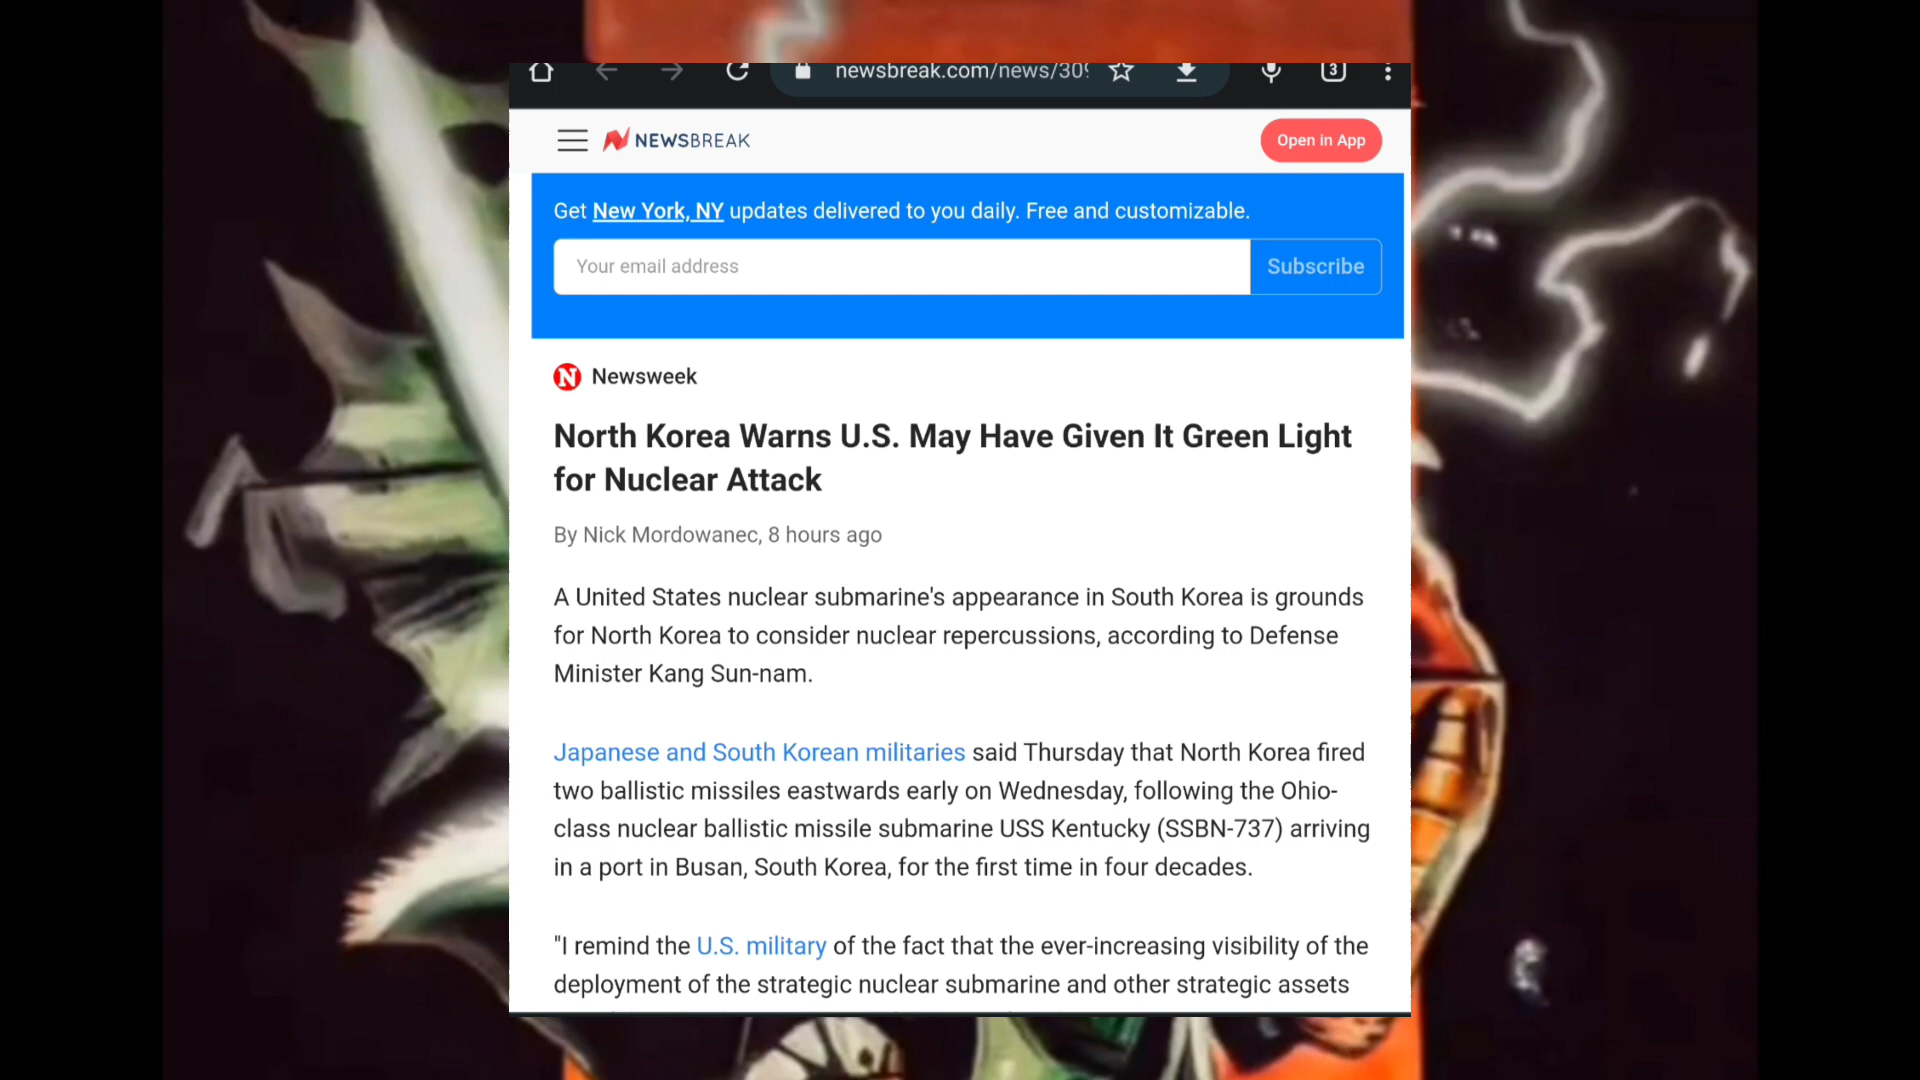 newsbreak.com/news/309
3
NEWSBREAK
Open in App
Get New York, NY updates delivered to you daily. Free and customizable.
Your email address
Subscribe
N Newsweek
North Korea Warns U.S. May Have Given It Green Light
for Nuclear Attack
By Nick Mordowanec, 8 hours ago
A United States nuclear submarine's appearance in South Korea is grounds
for North Korea to consider nuclear repercussions, according to Defense
Minister Kang Sun-nam.
Japanese and South Korean militaries said Thursday that North Korea fired
two ballistic missiles eastwards early on Wednesday, following the Ohio-
class nuclear ballistic missile submarine USS Kentucky (SSBN-737) arriving
in a port in Busan, South Korea, for the first time in four decades.
"I remind the U.S. military of the fact that the ever-increasing visibility of the
deployment of the strategic nuclear submarine and other strategic assets